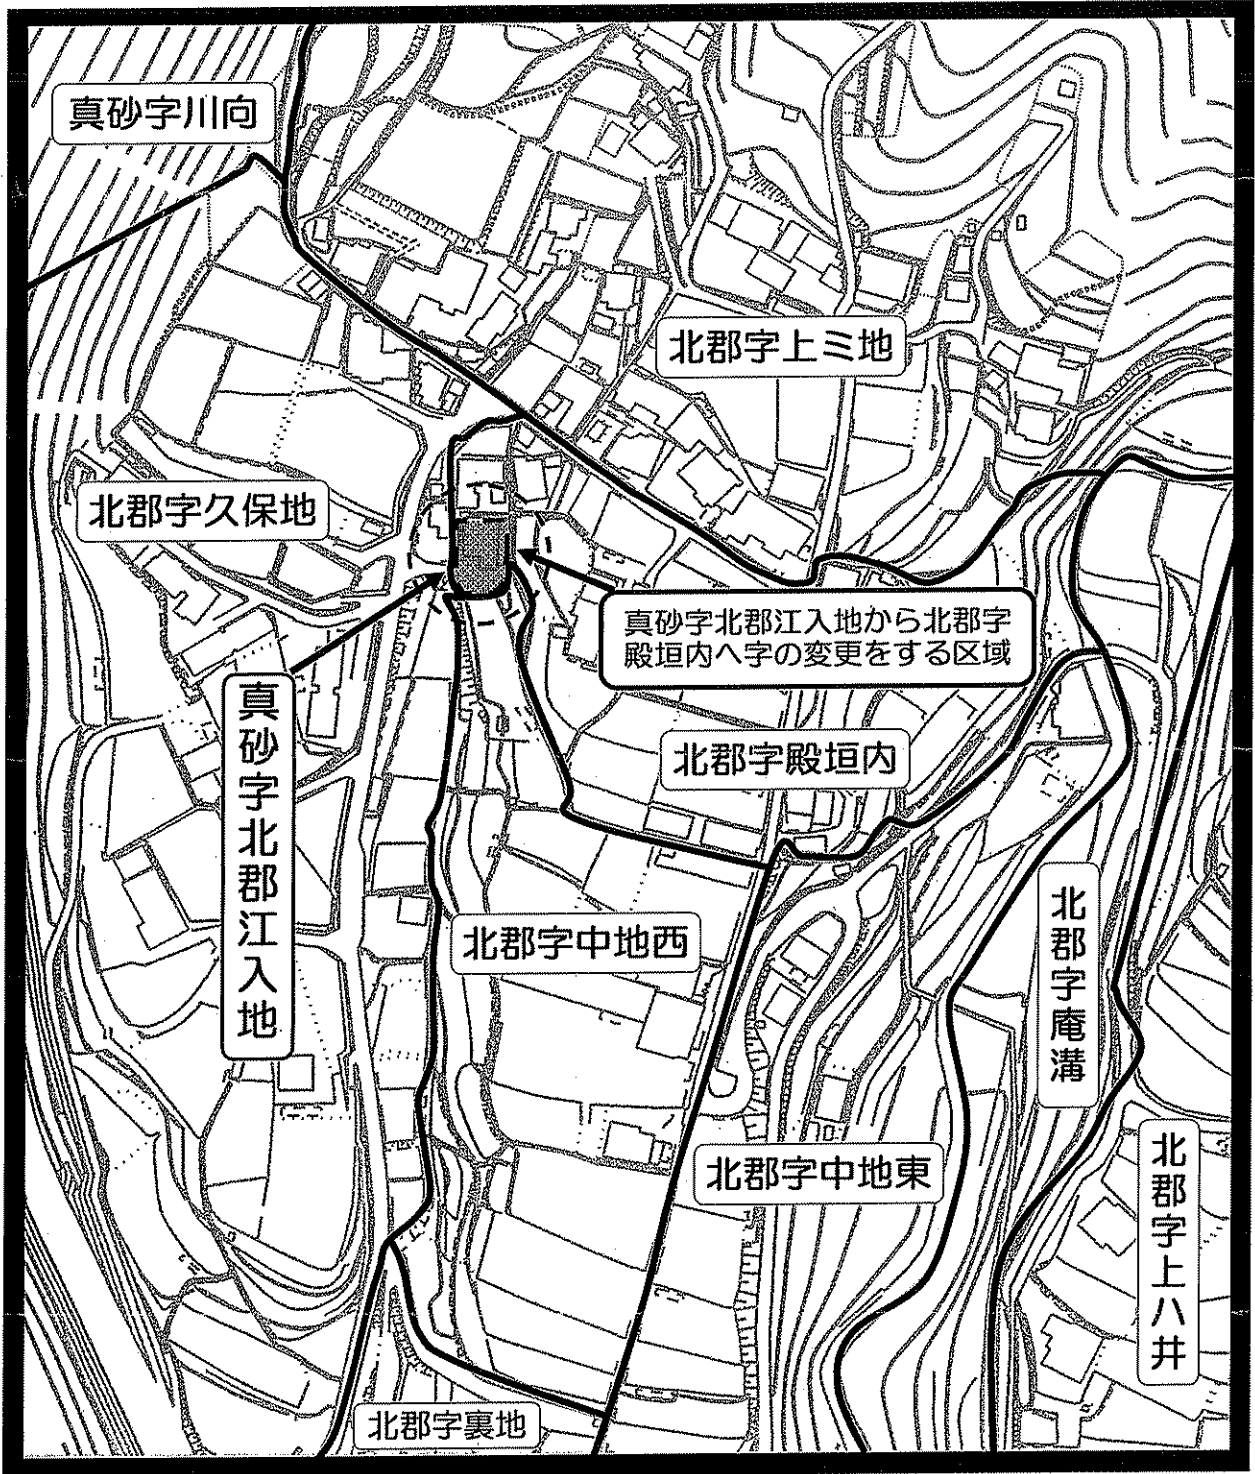 真砂字川向
北郡字上ミ地
北郡字久保地
真砂字北郡江入地から北郡字
殿垣内へ字の変更をする区域
真砂字北郡江入地
北郡字殿垣内
北郡字中地西
北郡字庵溝
北郡字中地東
北郡字上ハ井
北郡字裏地